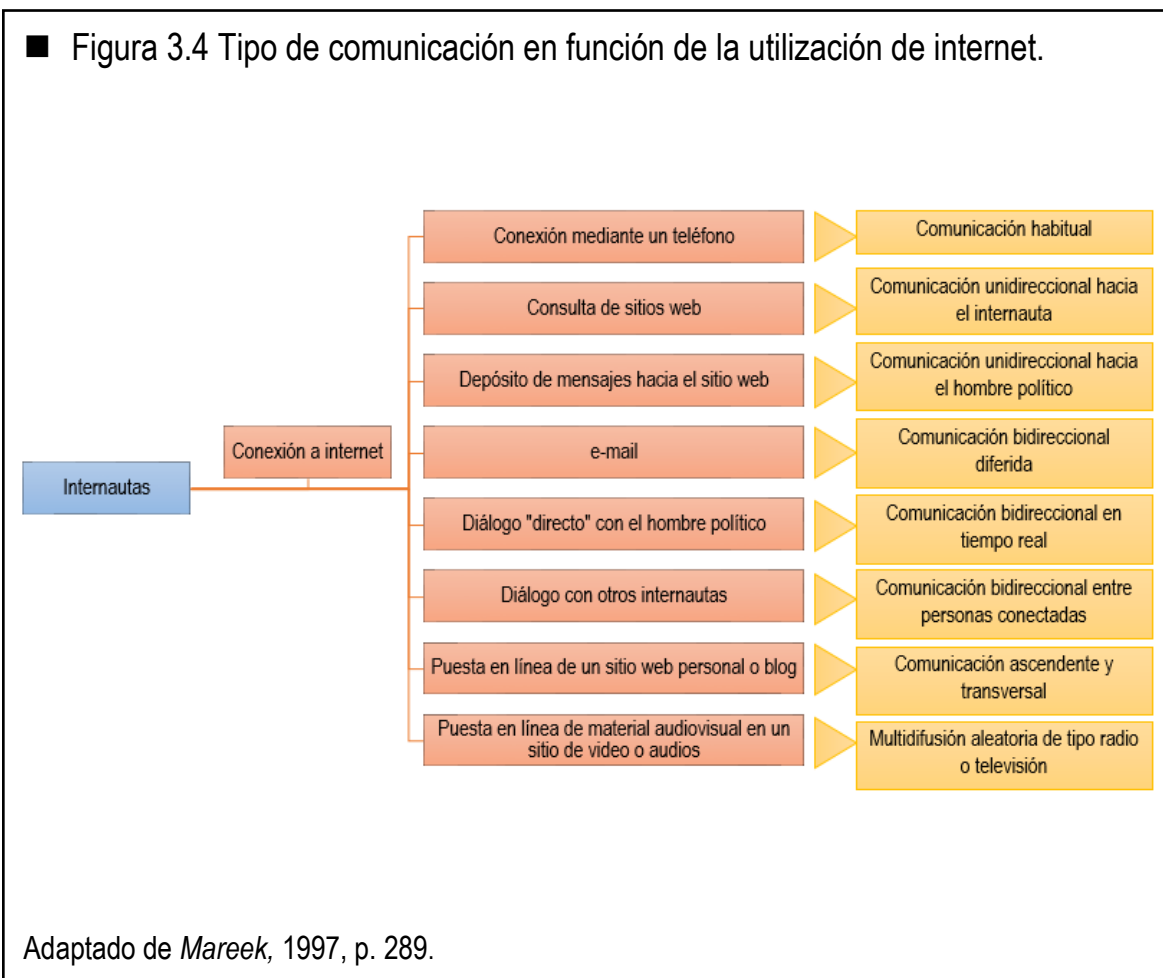 ■ Figura 3.4 Tipo de comunicación en función de la utilización de internet.
Internautas
Conexión a internet
Conexión mediante un teléfono
Comunicación habitual
Consulta de sitios web
Comunicación unidireccional hacia
el internauta
Depósito de mensajes hacia el sitio web
Comunicación unidireccional hacia
el hombre político
e-mail
Comunicación bidireccional
diferida
Diálogo "directo" con el hombre político
Comunicación bidireccional en
tiempo real
Diálogo con otros internautas
Comunicación bidireccional entre
personas conectadas
Puesta en línea de un sitio web personal o blog
Comunicación ascendente y
transversal
Puesta en línea de material audiovisual en un
sitio de video o audios
Multidifusión aleatoria de tipo radio
o televisión
Adaptado de Mareek, 1997, p. 289.